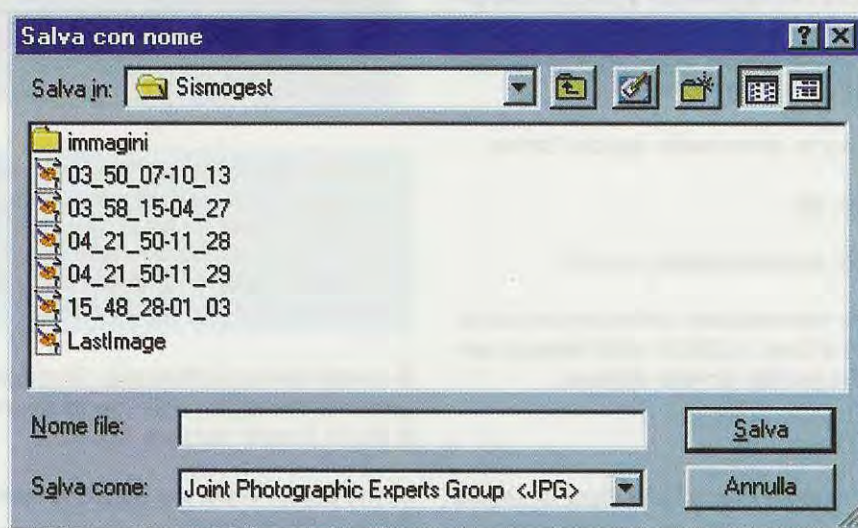 Salva con nome
Salva in: Sismogest
immagini
03_50_07-10_13
03_58_15-04_27
04_21_50-11_28
04_21_50-11_29
15_48_28-01_03
LastImage
Nome file: Salva
Salva come: Joint Photographic Experts Group <JPG> Annulla